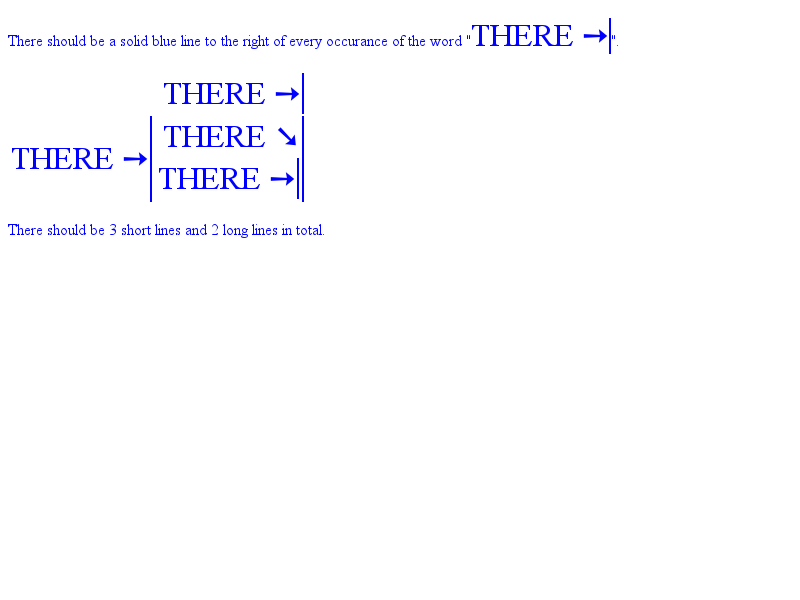 There should be a solid blue line to the right of every occurance of the word "THERE →".
THERE →
THERE ↘
THERE →
THERE →
There should be 3 short lines and 2 long lines in total.